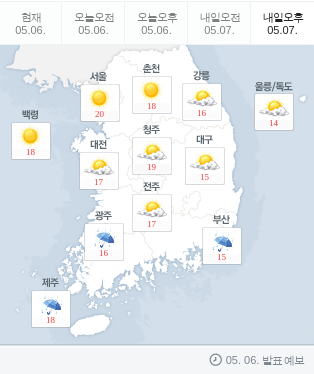 현재 오늘오전 오늘오후 내일오전 내일오후
05.06. 05.06. 05.06. 05.07. 05.07.
춘천
18
서울
20
강릉
16
울릉/독도
14
백령
18
청주
19
대전
17
대구
15
전주
17
광주
16
부산
15
제주
18
05. 06. 발표 예보